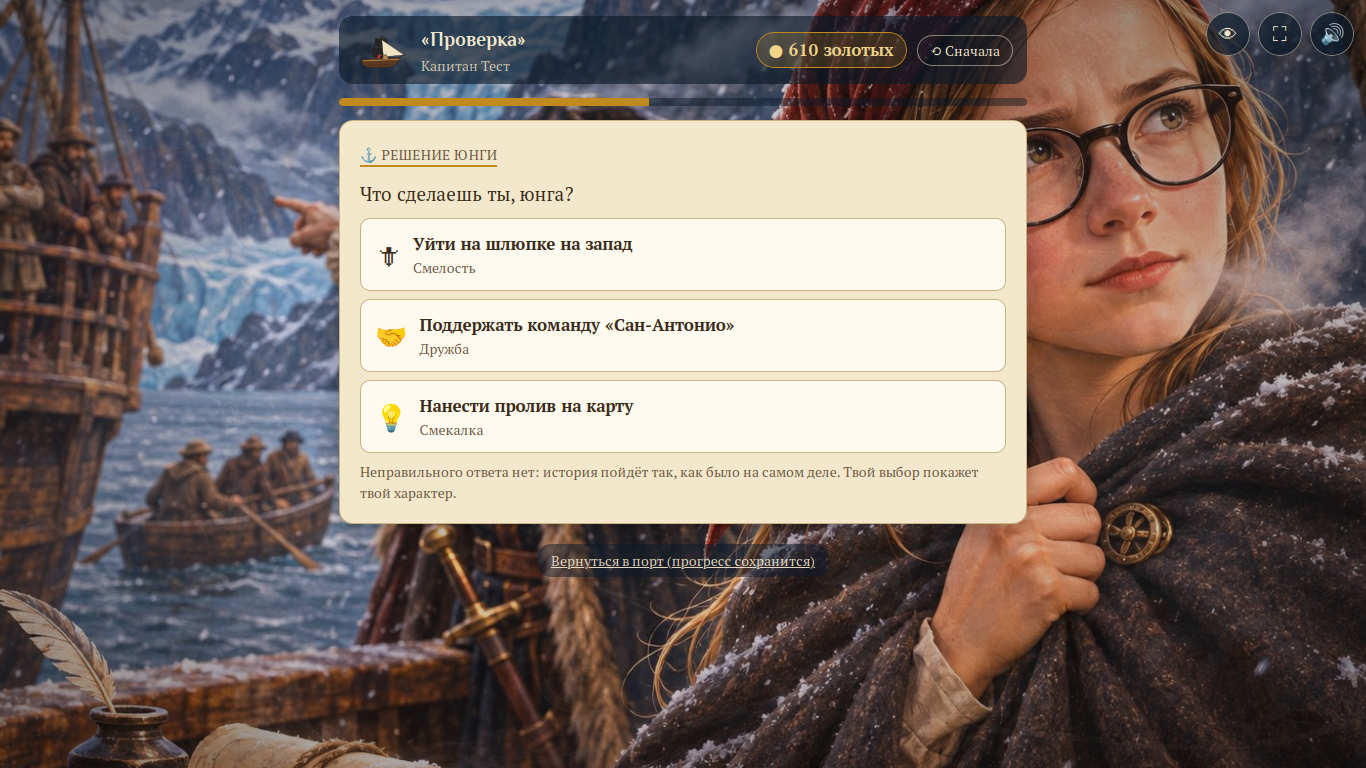 «Проверка»
Капитан Тест
610 золотых
⟲ Сначала
⚓ РЕШЕНИЕ ЮНГИ
Что сделаешь ты, юнга?
Уйти на шлюпке на запад
Смелость
Поддержать команду «Сан-Антонио»
Дружба
Нанести пролив на карту
Смекалка
Неправильного ответа нет: история пойдёт так, как было на самом деле. Твой выбор покажет
твой характер.
Вернуться в порт (прогресс сохранится)